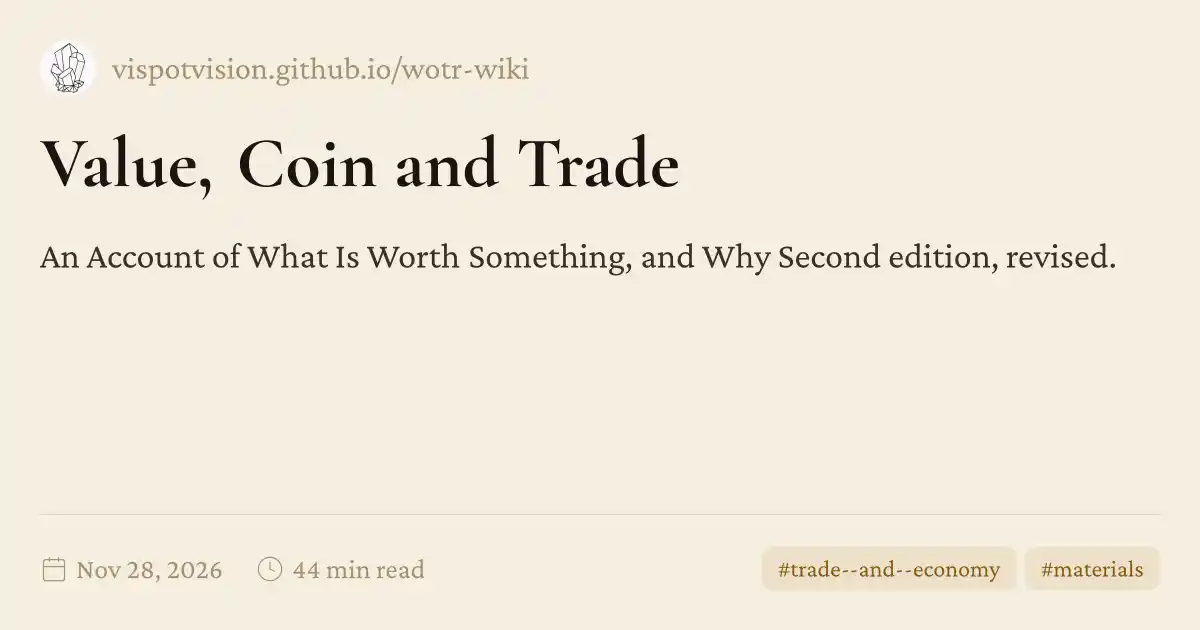 vispotvision.github.io/wotr-wiki
Value, Coin and Trade
An Account of What Is Worth Something, and Why Second edition, revised.
Nov 28, 2026
44 min read
#trade--and--economy
#materials